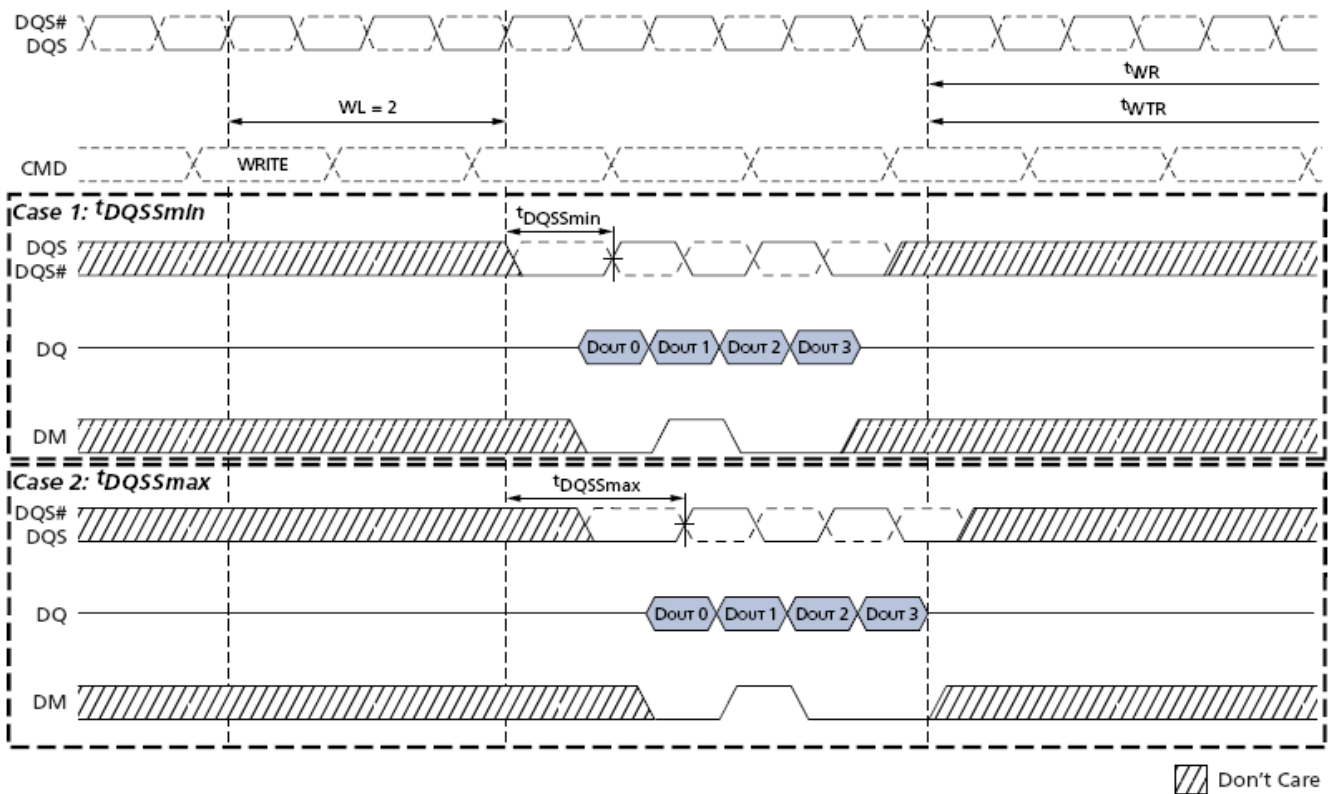 DQS#
DQS
tWR
WL = 2
tWTR
CMD
WRITE
Case 1: tDQSSmin
tDQSSmin
DQS
DQS#
DQ
DOUT 0 DOUT 1 DOUT 2 DOUT 3
DM
Case 2: tDQSSmax
tDQSSmax
DQS#
DQS
DQ
DOUT 0 DOUT 1 DOUT 2 DOUT 3
DM
Don't Care